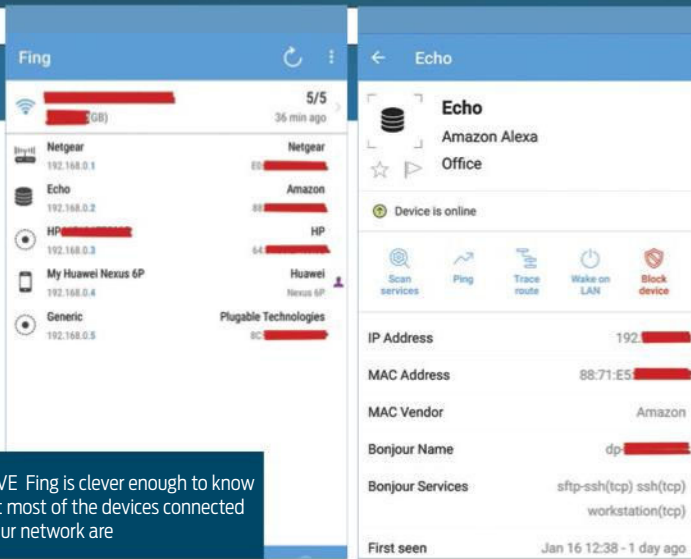 Fing
5/5
(GB)
36 min ago
Netgear
Netgear
192.168.0.1
E0:
Echo
Amazon
192.168.0.2
88:
HP
HP
192.168.0.3
64:
My Huawei Nexus 6P
Huawei
192.168.0.4
Nexus 6P
Generic
Plugable Technologies
192.168.0.5
8C:
VE Fing is clever enough to know
t most of the devices connected
ur network are
Echo
Echo
Amazon Alexa
Office
Device is online
Scan services
Ping
Trace route
Wake on LAN
Block device
IP Address
192.
MAC Address
88:71:E5:
MAC Vendor
Amazon
Bonjour Name
dp-
Bonjour Services
sftp-ssh(tcp) ssh(tcp)
workstation(tcp)
First seen
Jan 16 12:38 - 1 day ago